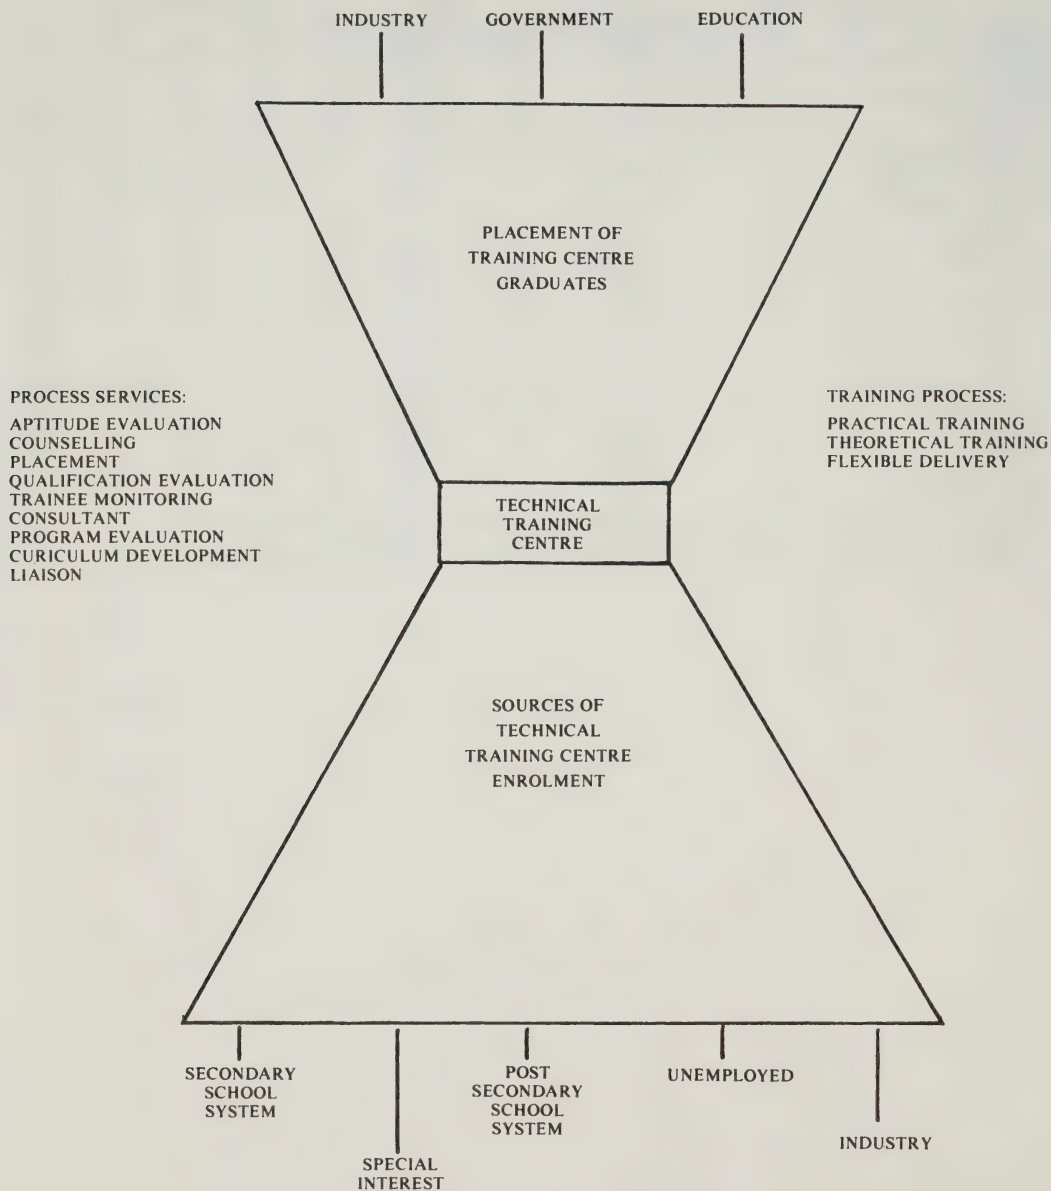 INDUSTRY
GOVERNMENT
EDUCATION
PLACEMENT OF
TRAINING CENTRE
GRADUATES
PROCESS SERVICES:
APTITUDE EVALUATION
COUNSELLING
PLACEMENT
QUALIFICATION EVALUATION
TRAINEE MONITORING
CONSULTANT
PROGRAM EVALUATION
CURICULUM DEVELOPMENT
LIAISON
TRAINING PROCESS:
PRACTICAL TRAINING
THEORETICAL TRAINING
FLEXIBLE DELIVERY
TECHNICAL
TRAINING
CENTRE
SOURCES OF
TECHNICAL
TRAINING CENTRE
ENROLMENT
SECONDARY
SCHOOL
SYSTEM
SPECIAL
INTEREST
POST
SECONDARY
SCHOOL
SYSTEM
UNEMPLOYED
INDUSTRY